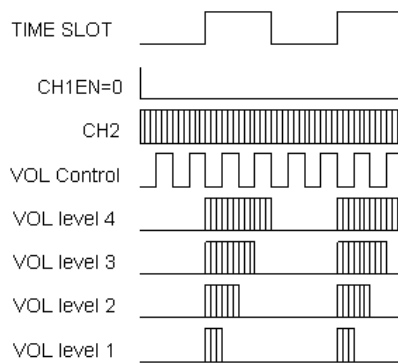 TIME SLOT
CH1EN=0
CH2
VOL Control
VOL level 4
VOL level 3
VOL level 2
VOL level 1